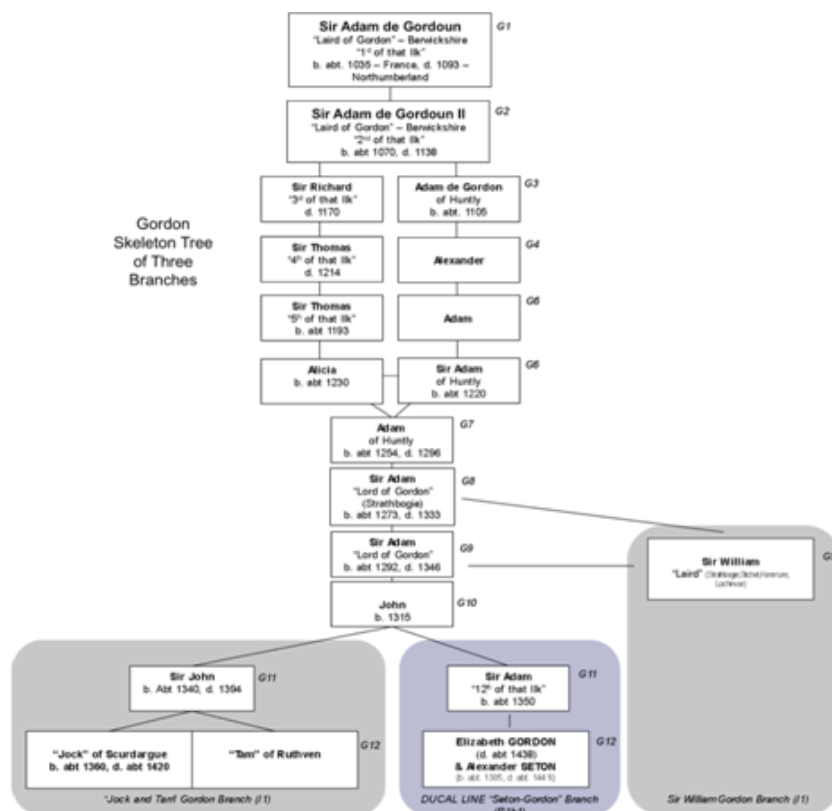 Sir Adam de Gordoun
G1
"Laird of Gordon" – Berwickshire
"1st of that Ilk"
b. abt. 1035 – France, d. 1093 –
Northumberland
Sir Adam de Gordoun II
G2
"Laird of Gordon" – Berwickshire
"2nd of that Ilk"
b. abt 1070, d. 1138
Sir Richard
"3rd of that Ilk"
d. 1170
Adam de Gordon
of Huntly
b. abt. 1105
G3
Gordon
Skeleton Tree
of Three
Branches
Sir Thomas
"4th of that Ilk"
d. 1214
Alexander
G4
Sir Thomas
"5th of that Ilk"
b. abt 1193
Adam
Alicia
b. abt 1230
Sir Adam
of Huntly
b. abt 1220
G6
Adam
of Huntly
b. abt 1254, d. 1296
G7
Sir Adam
"Lord of Gordon"
(Strathbogie)
b. abt 1273, d. 1333
G8
Sir Adam
"Lord of Gordon"
b. abt 1292, d. 1346
G9
Sir William
"Laird"
John
b. 1315
G10
Sir John
b. Abt 1340, d. 1394
G11
Sir Adam
"12th of that Ilk"
b. abt 1350
G11
"Jock" of Scurdargue
b. abt 1360, d. abt 1420
"Tam" of Ruthven
G12
Elizabeth GORDON
(d. abt 1438)
& Alexander SETON
G12
"Jock and Tam" Gordon Branch (I1)
DUCAL LINE "Seton-Gordon" Branch
Sir William Gordon Branch (I1)